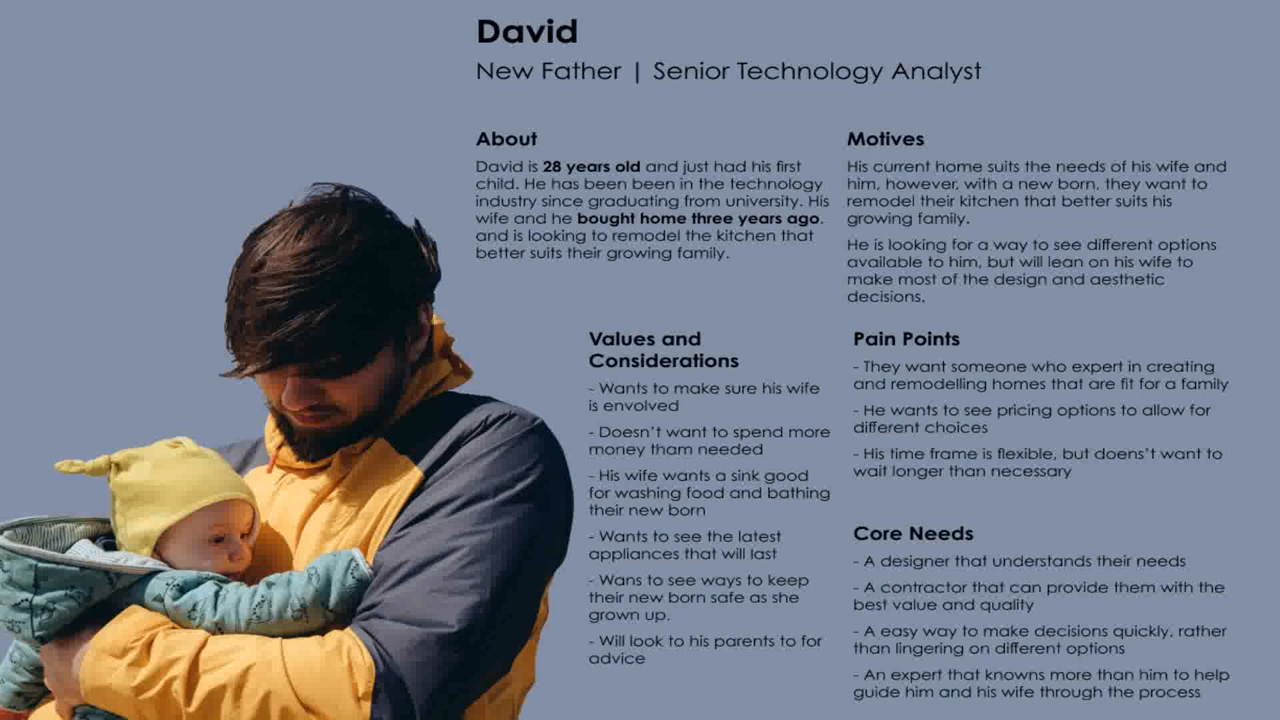 David
New Father | Senior Technology Analyst
About
David is 28 years old and just had his first
child. He has been been in the technology
industry since graduating from university. His
wife and he bought home three years ago.
and is looking to remodel the kitchen that
better suits their growing family.
Motives
His current home suits the needs of his wife and
him, however, with a new born, they want to
remodel their kitchen that better suits his
growing family.
He is looking for a way to see different options
available to him, but will lean on his wife to
make most of the design and aesthetic
decisions.
Values and
Considerations
- Wants to make sure his wife
is envolved
- Doesn't want to spend more
money tham needed
- His wife wants a sink good
for washing food and bathing
their new born
- Wants to see the latest
appliances that will last
- Wans to see ways to keep
their new born safe as she
grown up.
- Will look to his parents to for
advice
Pain Points
- They want someone who expert in creating
and remodelling homes that are fit for a family
- He wants to see pricing options to allow for
different choices
- His time frame is flexible, but doens't want to
wait longer than necessary
Core Needs
- A designer that understands their needs
- A contractor that can provide them with the
best value and quality
- A easy way to make decisions quickly, rather
than lingering on different options
- An expert that knowns more than him to help
guide him and his wife through the process